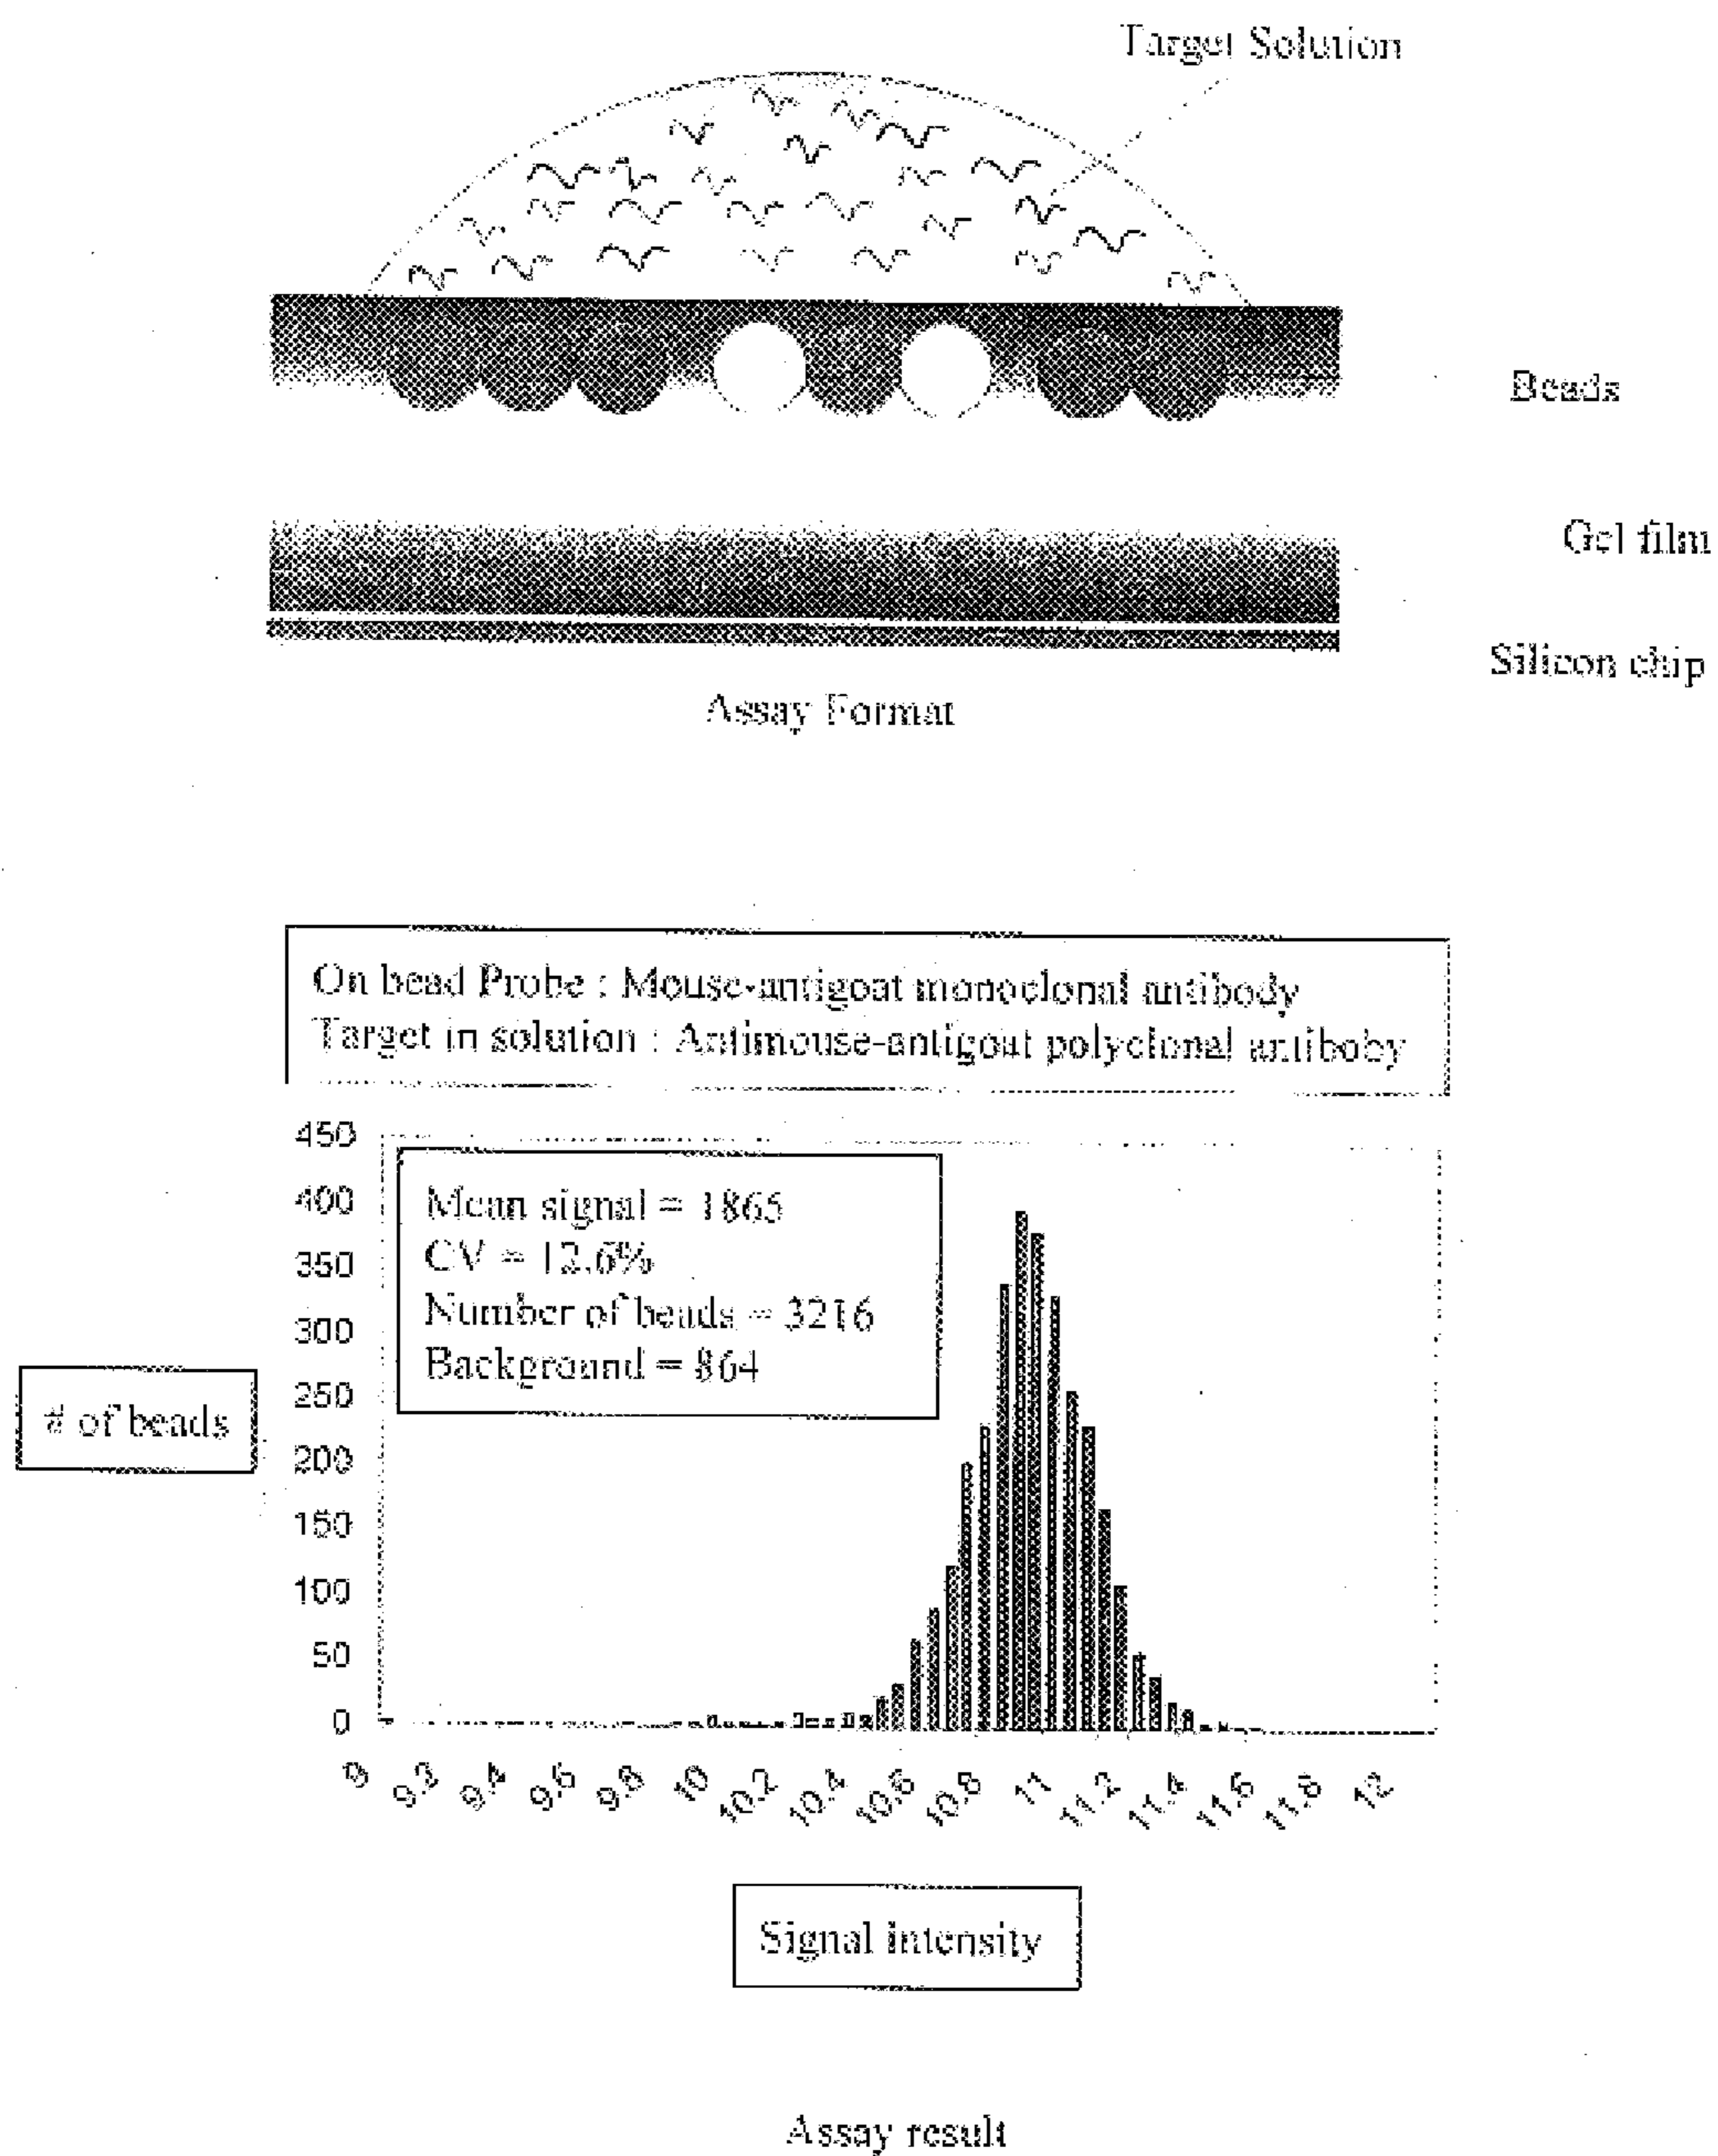 Target Solution
Beads
Gel film
Silicon chip
Assay Format
On bead Probe : Mouse-antigoat monoclonal antibody
Target in solution : Antimouse-antigoat polyclonal antiboby
450
400
350
300
250
200
150
100
50
0
Mean signal = 1865
CV = 12.6%
Number of beads = 3216
Background = 864
# of beads
9
9.2
9.4
9.6
9.8
10
10.2
10.4
10.6
10.8
11
11.2
11.4
11.6
11.8
12
Signal intensity
Assay result